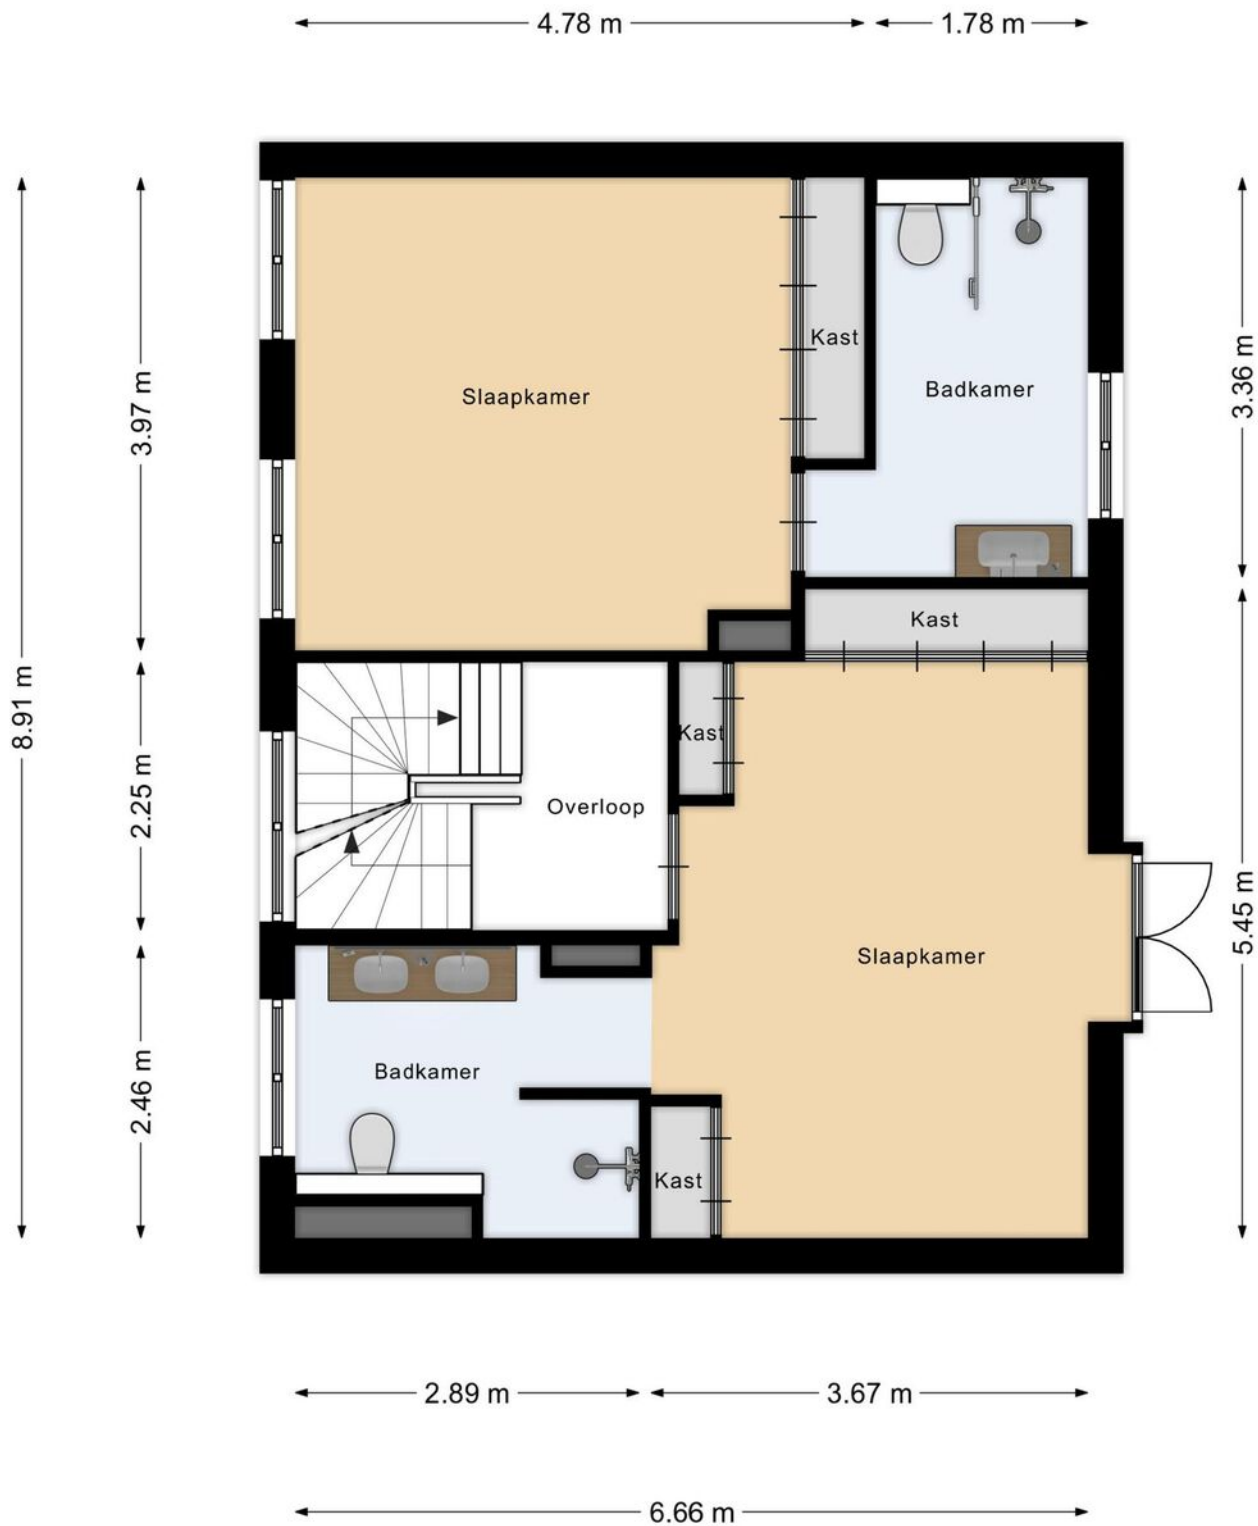 4.78 m
1.78 m
8.91 m
3.97 m
2.25 m
2.46 m
3.36 m
5.45 m
Slaapkamer
Kast
Badkamer
Kast
Kast
Overloop
Slaapkamer
Badkamer
Kast
2.89 m
3.67 m
6.66 m